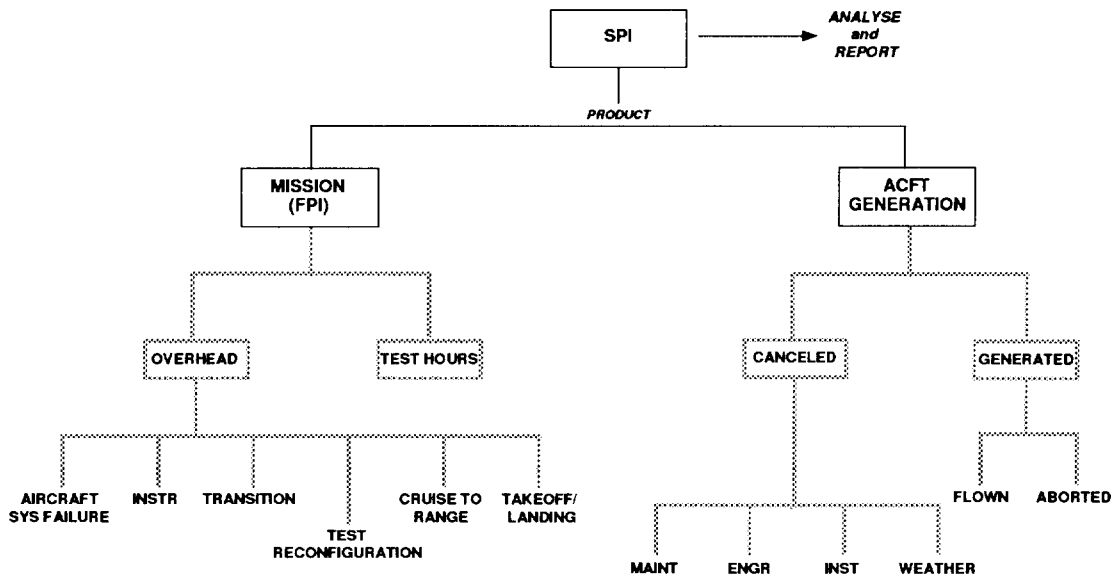 SPI
ANALYSE
and
REPORT
PRODUCT
MISSION
(FPI)
ACFT
GENERATION
OVERHEAD
TEST HOURS
CANCELED
GENERATED
AIRCRAFT
SYS FAILURE
INSTR
TRANSITION
TEST
RECONFIGURATION
CRUISE TO
RANGE
TAKEOFF/
LANDING
FLOWN
ABORTED
MAINT
ENGR
INST
WEATHER